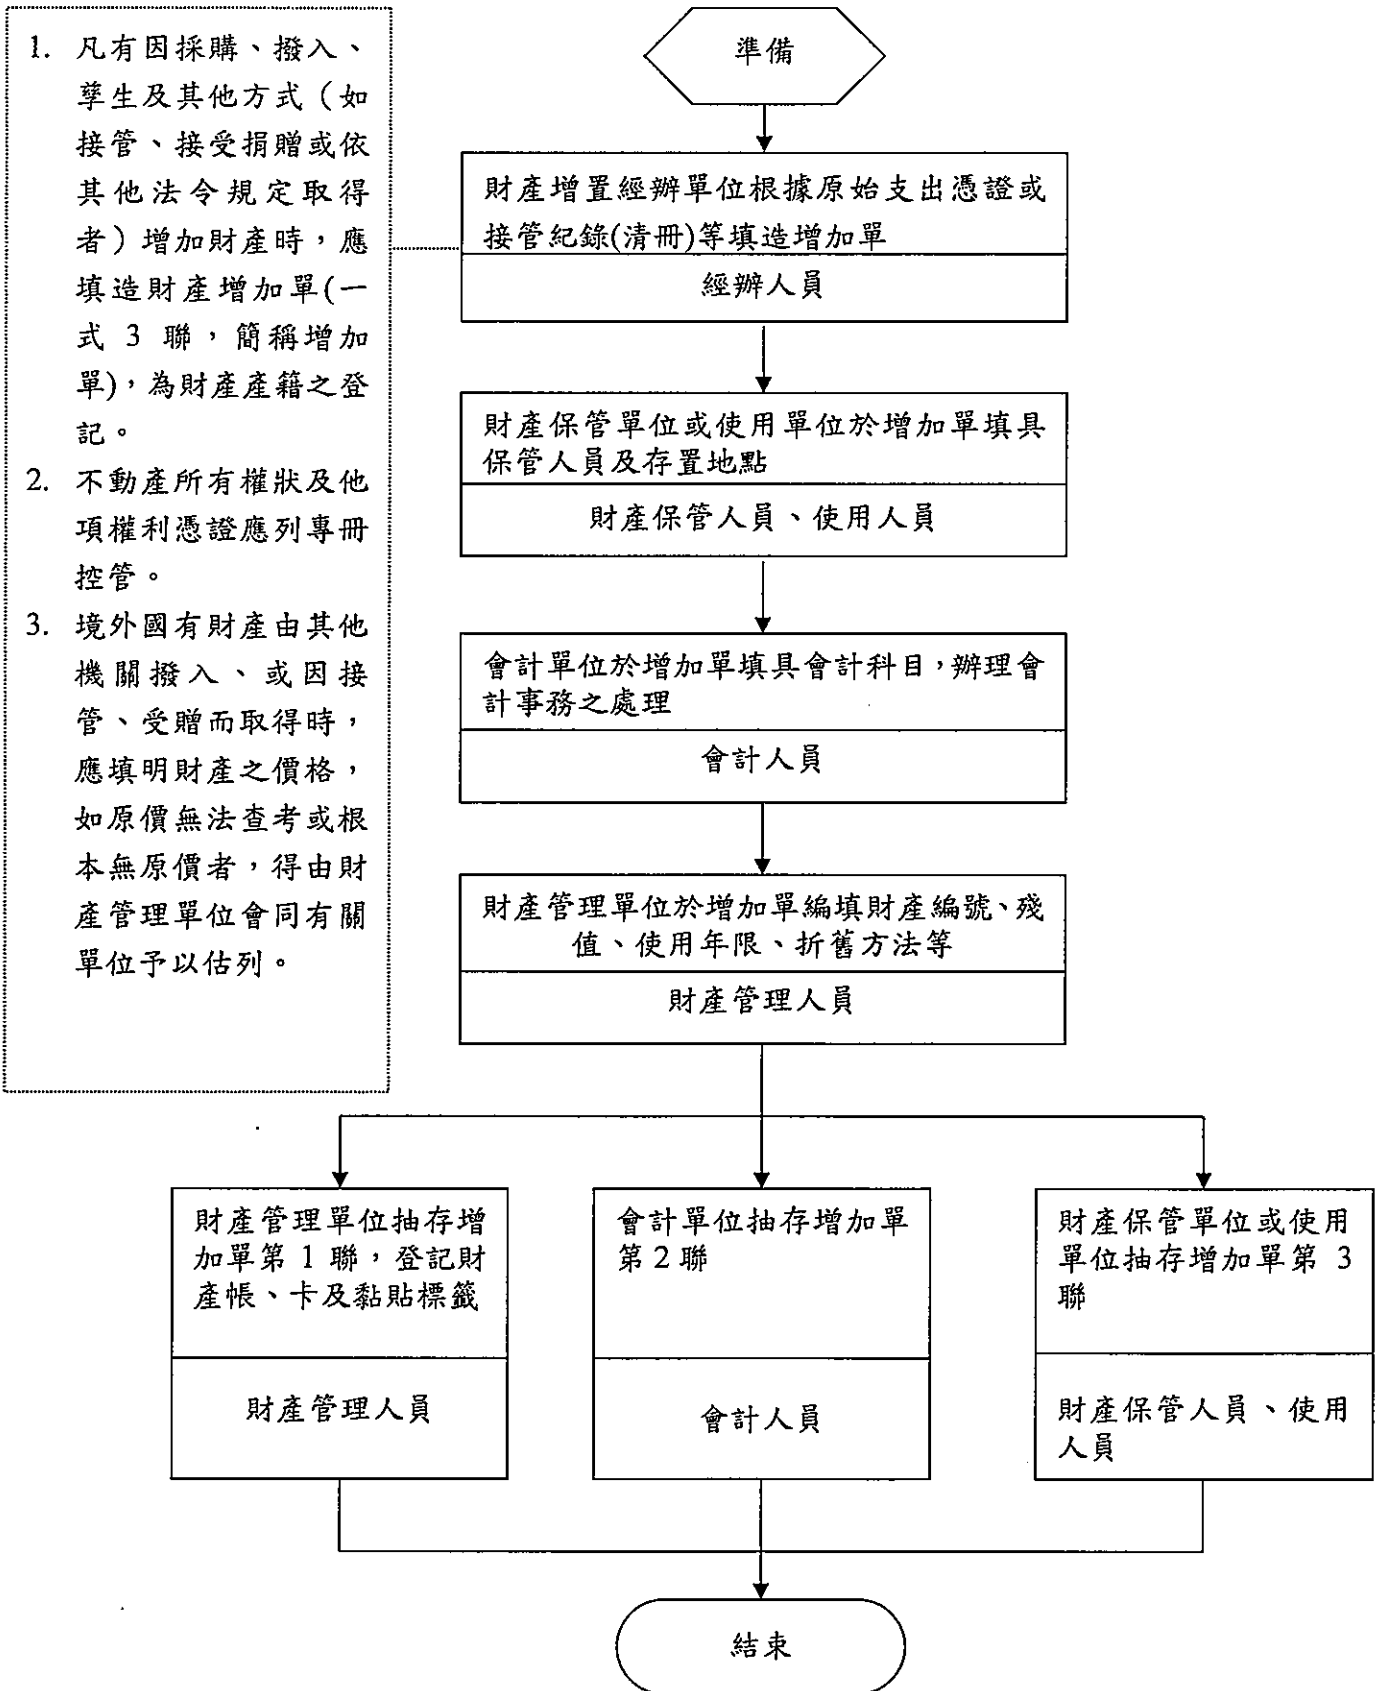 1. 凡有因採購、撥入、
孳生及其他方式（如
接管、接受捐贈或依
其他法令規定取得
者）增加財產時，應
填造財產增加單(一
式 3 聯，簡稱增加
單)，為財產產籍之登
記。
2. 不動產所有權狀及他
項權利憑證應列專冊
控管。
3. 境外國有財產由其他
機關撥入、或因接
管、受贈而取得時，
應填明財產之價格，
如原價無法查考或根
本無原價者，得由財
產管理單位會同有關
單位予以估列。
準備
財產增置經辦單位根據原始支出憑證或
接管紀錄(清冊)等填造增加單
經辦人員
財產保管單位或使用單位於增加單填具
保管人員及存置地點
財產保管人員、使用人員
會計單位於增加單填具會計科目，辦理會
計事務之處理
會計人員
財產管理單位於增加單編填財產編號、殘
值、使用年限、折舊方法等
財產管理人員
財產管理單位抽存增
加單第 1 聯，登記財
產帳、卡及黏貼標籤
財產管理人員
會計單位抽存增加單
第 2 聯
會計人員
財產保管單位或使用
單位抽存增加單第 3
聯
財產保管人員、使用
人員
結束